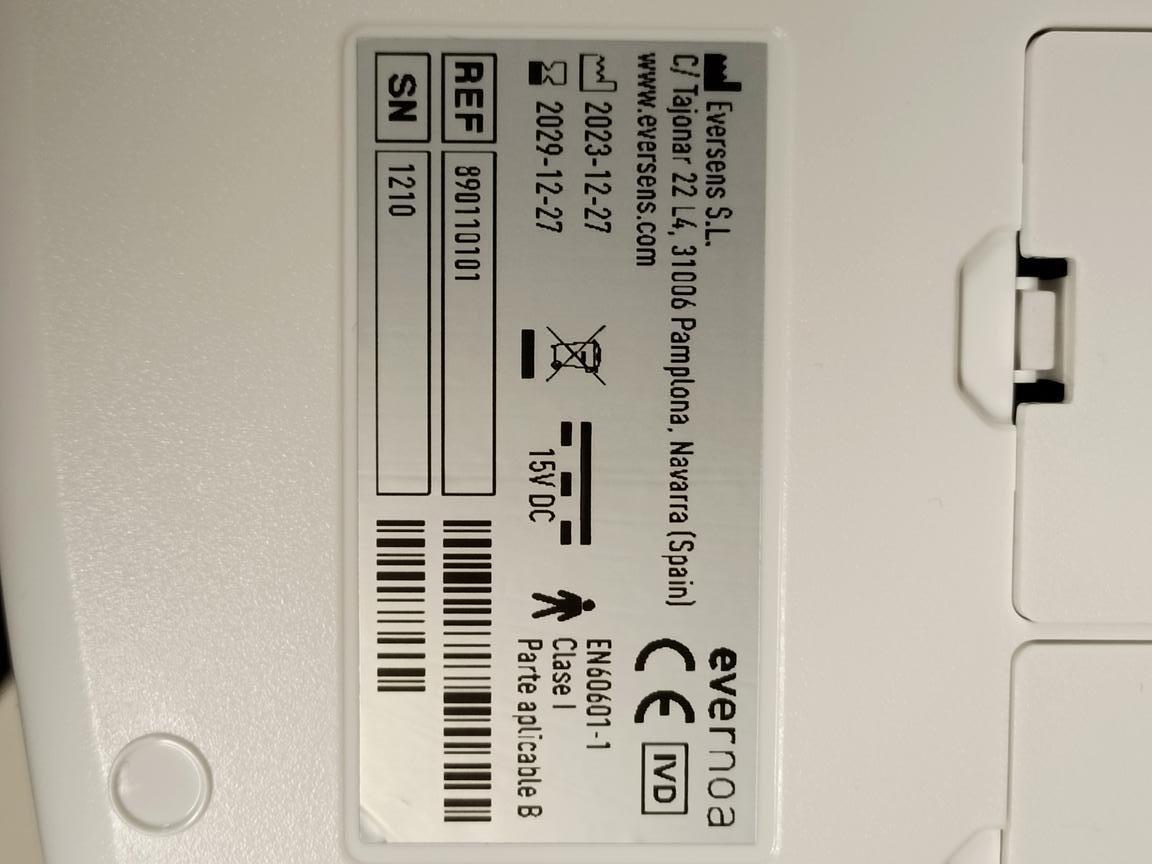 Eversens S.L.
C/ Tajonar 22 L4, 31006 Pamplona, Navarra (Spain)
www.eversens.com
evernoa
CE IVD
2023-12-27
2029-12-27
15V DC
EN60601-1
Clase I
Parte aplicable B
REF 890110101
SN 1210